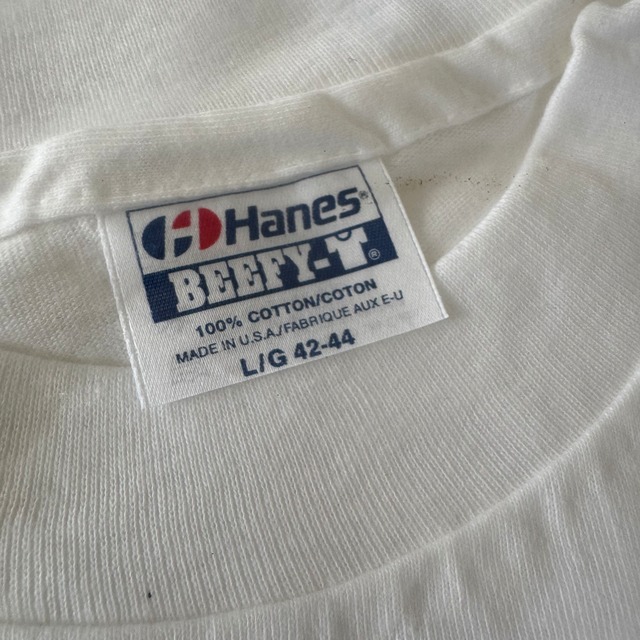 Hanes®
BEEFY-T®
100% COTTON/COTON
MADE IN U.S.A./FABRIQUE AUX E-U
L/G 42-44